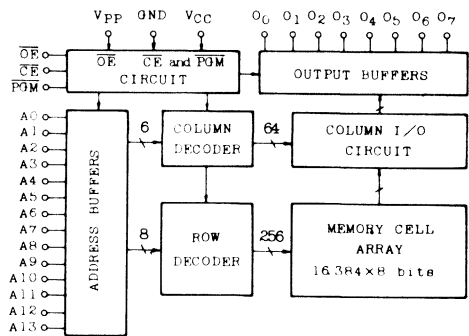 VPP GND VCC O0 O1 O2 O3 O4 O5 O6 O7
OE
CE
PGM
OE CE and PGM
CIRCUIT
OUTPUT BUFFERS
A0
A1
A2
A3
A4
A5
A6
A7
A8
A9
A10
A11
A12
A13
ADDRESS BUFFERS
6
COLUMN
DECODER
64
COLUMN I/O
CIRCUIT
8
ROW
DECODER
256
MEMORY CELL
ARRAY
16.384×8 bits